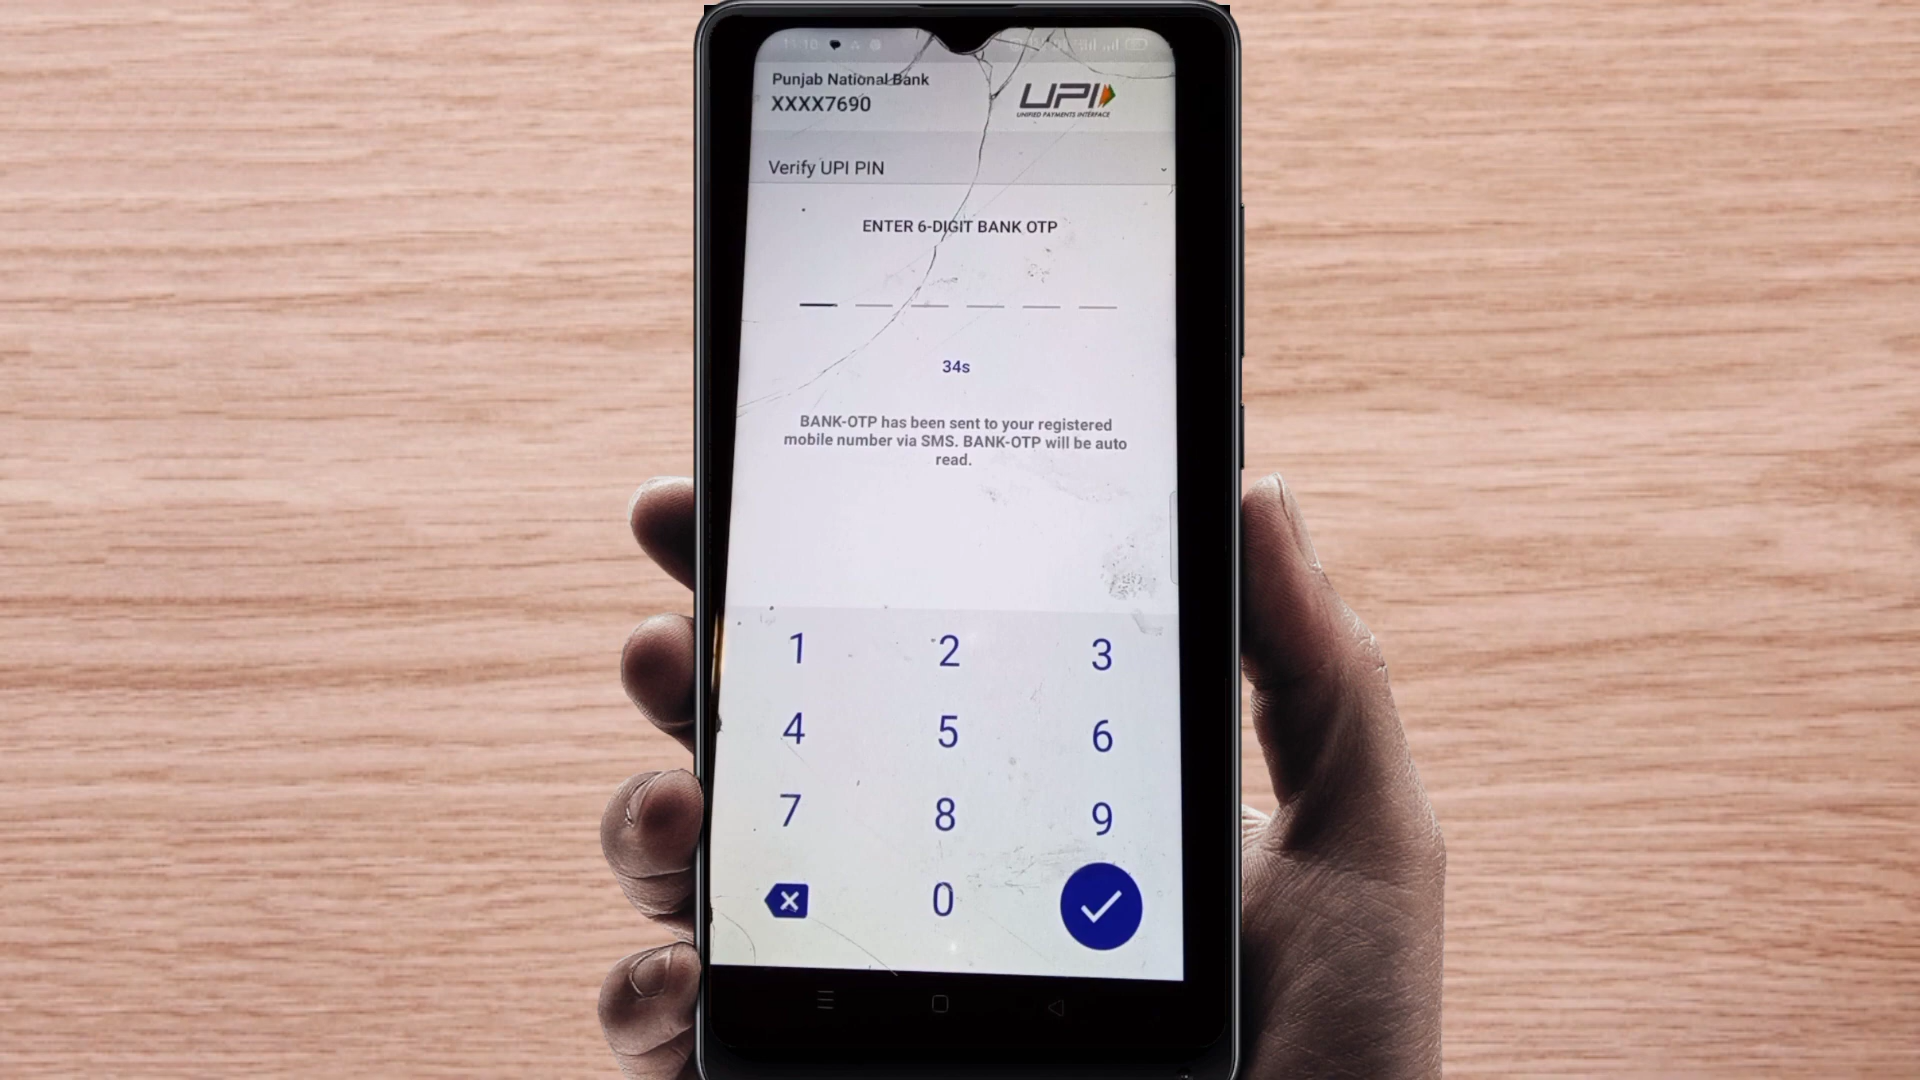 11:10
Punjab National Bank
XXXX7690
UPI
UNIFIED PAYMENTS INTERFACE
Verify UPI PIN
ENTER 6-DIGIT BANK OTP
34s
BANK-OTP has been sent to your registered
mobile number via SMS. BANK-OTP will be auto
read.
1 2 3
4 5 6
7 8 9
0